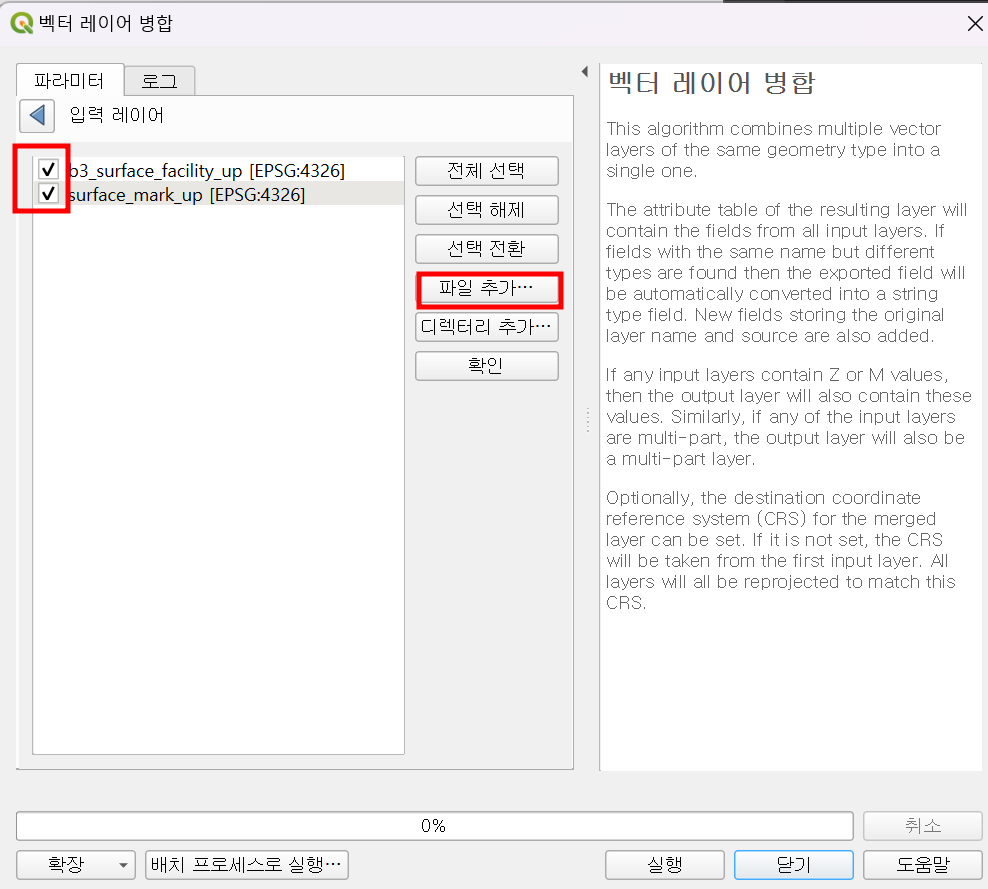 벡터 레이어 병합
파라미터
로그
입력 레이어
b3_surface_facility_up [EPSG:4326]
surface_mark_up [EPSG:4326]
전체 선택
선택 해제
선택 전환
파일 추가…
디렉터리 추가…
확인
벡터 레이어 병합
This algorithm combines multiple vector
layers of the same geometry type into a
single one.
The attribute table of the resulting layer will
contain the fields from all input layers. If
fields with the same name but different
types are found then the exported field will
be automatically converted into a string
type field. New fields storing the original
layer name and source are also added.
If any input layers contain Z or M values,
then the output layer will also contain these
values. Similarly, if any of the input layers
are multi-part, the output layer will also be
a multi-part layer.
Optionally, the destination coordinate
reference system (CRS) for the merged
layer can be set. If it is not set, the CRS
will be taken from the first input layer. All
layers will all be reprojected to match this
CRS.
0%
취소
확장
배치 프로세스로 실행…
실행
닫기
도움말